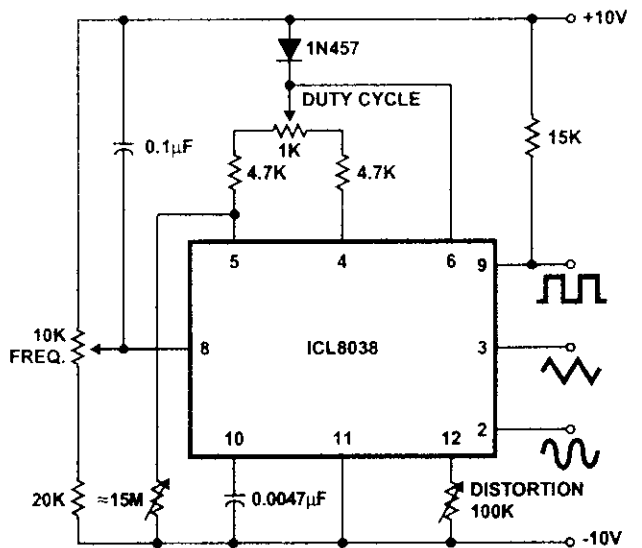 +10V
1N457
DUTY CYCLE
1K
15K
0.1µF
4.7K
4.7K
5
4
6
9
10K
FREQ.
8
ICL8038
3
2
10
11
12
20K
≈15M
0.0047µF
DISTORTION
100K
-10V